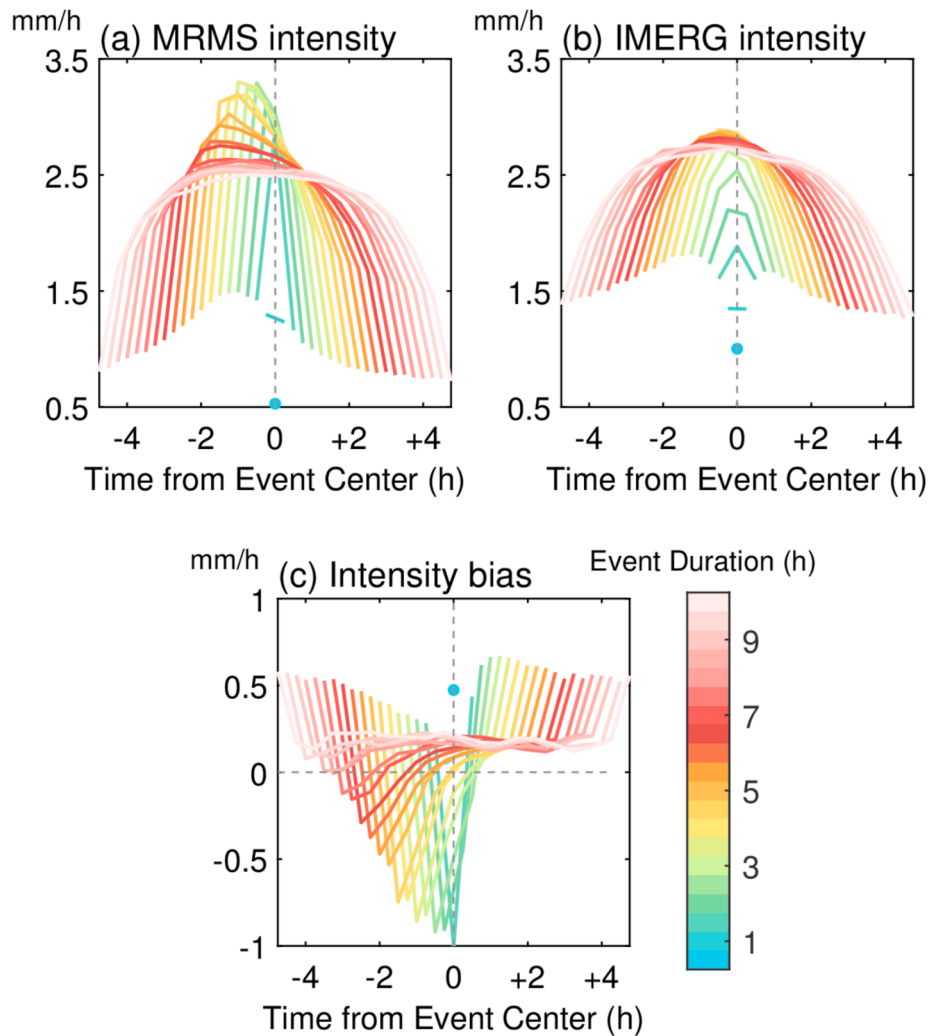 mm/h
(a) MRMS intensity
3.5
2.5
1.5
0.5
-4 -2 0 +2 +4
Time from Event Center (h)
mm/h
(b) IMERG intensity
3.5
2.5
1.5
0.5
-4 -2 0 +2 +4
Time from Event Center (h)
mm/h
(c) Intensity bias
1
0.5
0
-0.5
-1
-4 -2 0 +2 +4
Time from Event Center (h)
Event Duration (h)
9
7
5
3
1